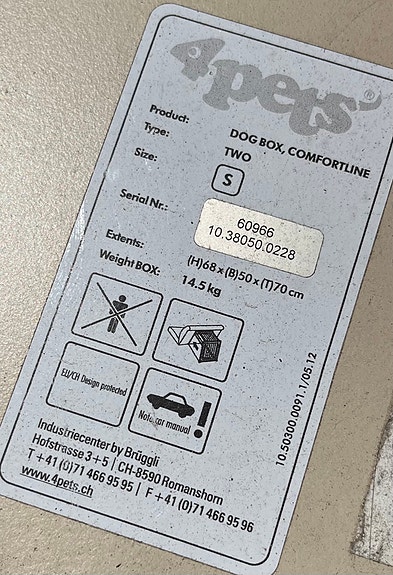 4pets®
Product: DOG BOX, COMFORTLINE
Type: TWO
Size: S
Serial Nr.: 60966
10.38050.0228
Extents: (H)68 x (B)50 x (T)70 cm
Weight BOX: 14.5 kg
EU/CH Design protected
Note car manual !
10.50300.0091.1/05.12
Industriecenter by Brüggli
Hofstrasse 3+5 | CH-8590 Romanshorn
T +41 (0)71 466 95 95 | F +41 (0)71 466 95 96
www.4pets.ch